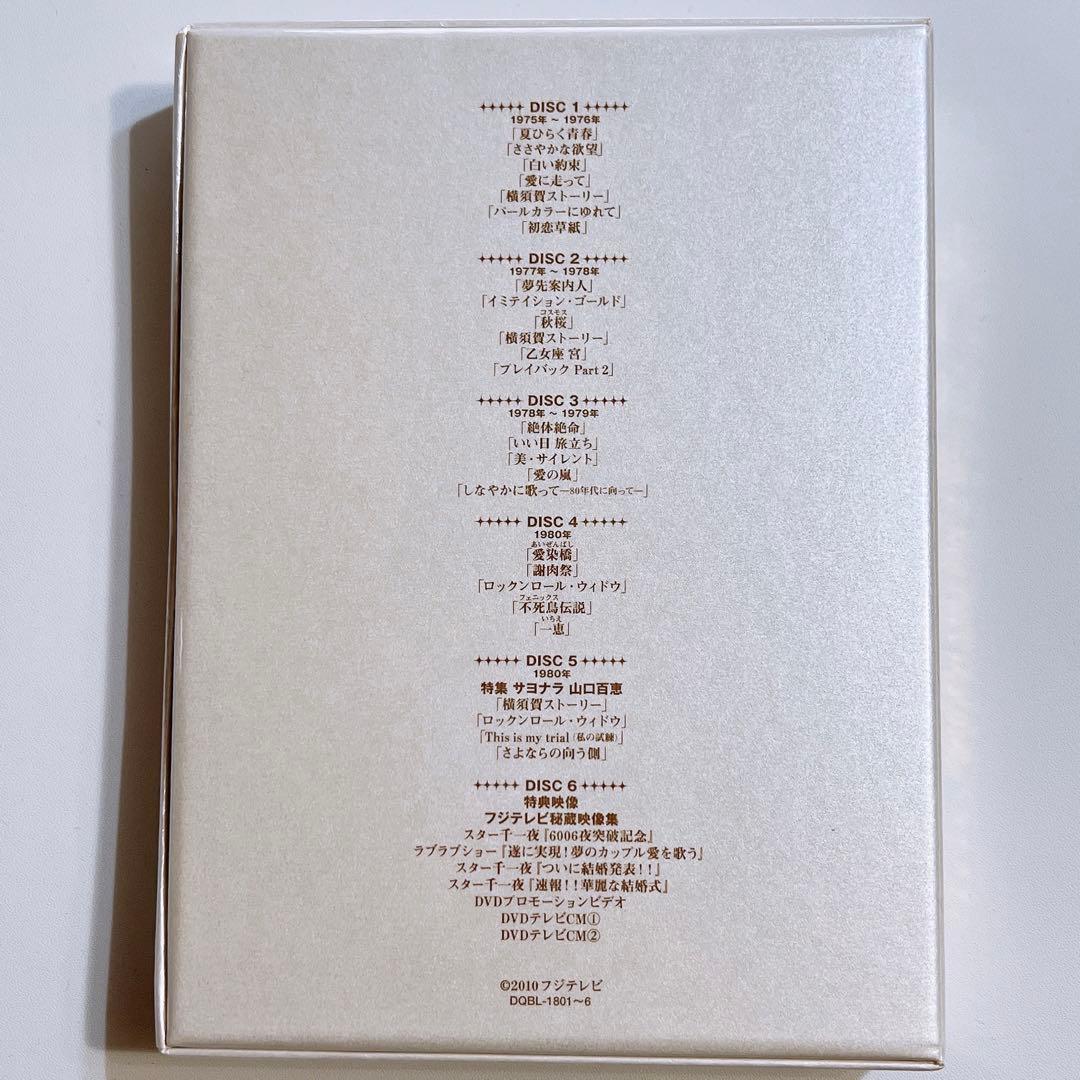 DISC 1
1975年 ~ 1976年
「夏ひらく青春」
「ささやかな欲望」
「白い約束」
「愛に走って」
「横須賀ストーリー」
「パールカラーにゆれて」
「初恋草紙」
DISC 2
1977年 ~ 1978年
「夢先案内人」
「イミテイション・ゴールド」
コスモス
「秋桜」
「横須賀ストーリー」
「乙女座 宮」
「プレイバック Part 2」
DISC 3
1978年 ~ 1979年
「絶体絶命」
「いい日 旅立ち」
「美・サイレント」
「愛の嵐」
「しなやかに歌って―80年代に向って―」
DISC 4
1980年
あいぜんばし
「愛染橋」
「謝肉祭」
「ロックンロール・ウィドウ」
フェニックス
「不死鳥伝説」
いちえ
「一恵」
DISC 5
1980年
特集 サヨナラ 山口百恵
「横須賀ストーリー」
「ロックンロール・ウィドウ」
「This is my trial (私の試練)」
「さよならの向う側」
DISC 6
特典映像
フジテレビ秘蔵映像集
スター千一夜『6006夜突破記念』
ラブラブショー『遂に実現!夢のカップル愛を歌う』
スター千一夜『ついに結婚発表!!』
スター千一夜『速報!!華麗な結婚式』
DVDプロモーションビデオ
DVDテレビCM①
DVDテレビCM②
©2010 フジテレビ
DQBL-1801~6